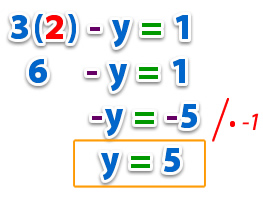 3(2) - y = 1
6 - y = 1
-y = -5 /· -1
y = 5